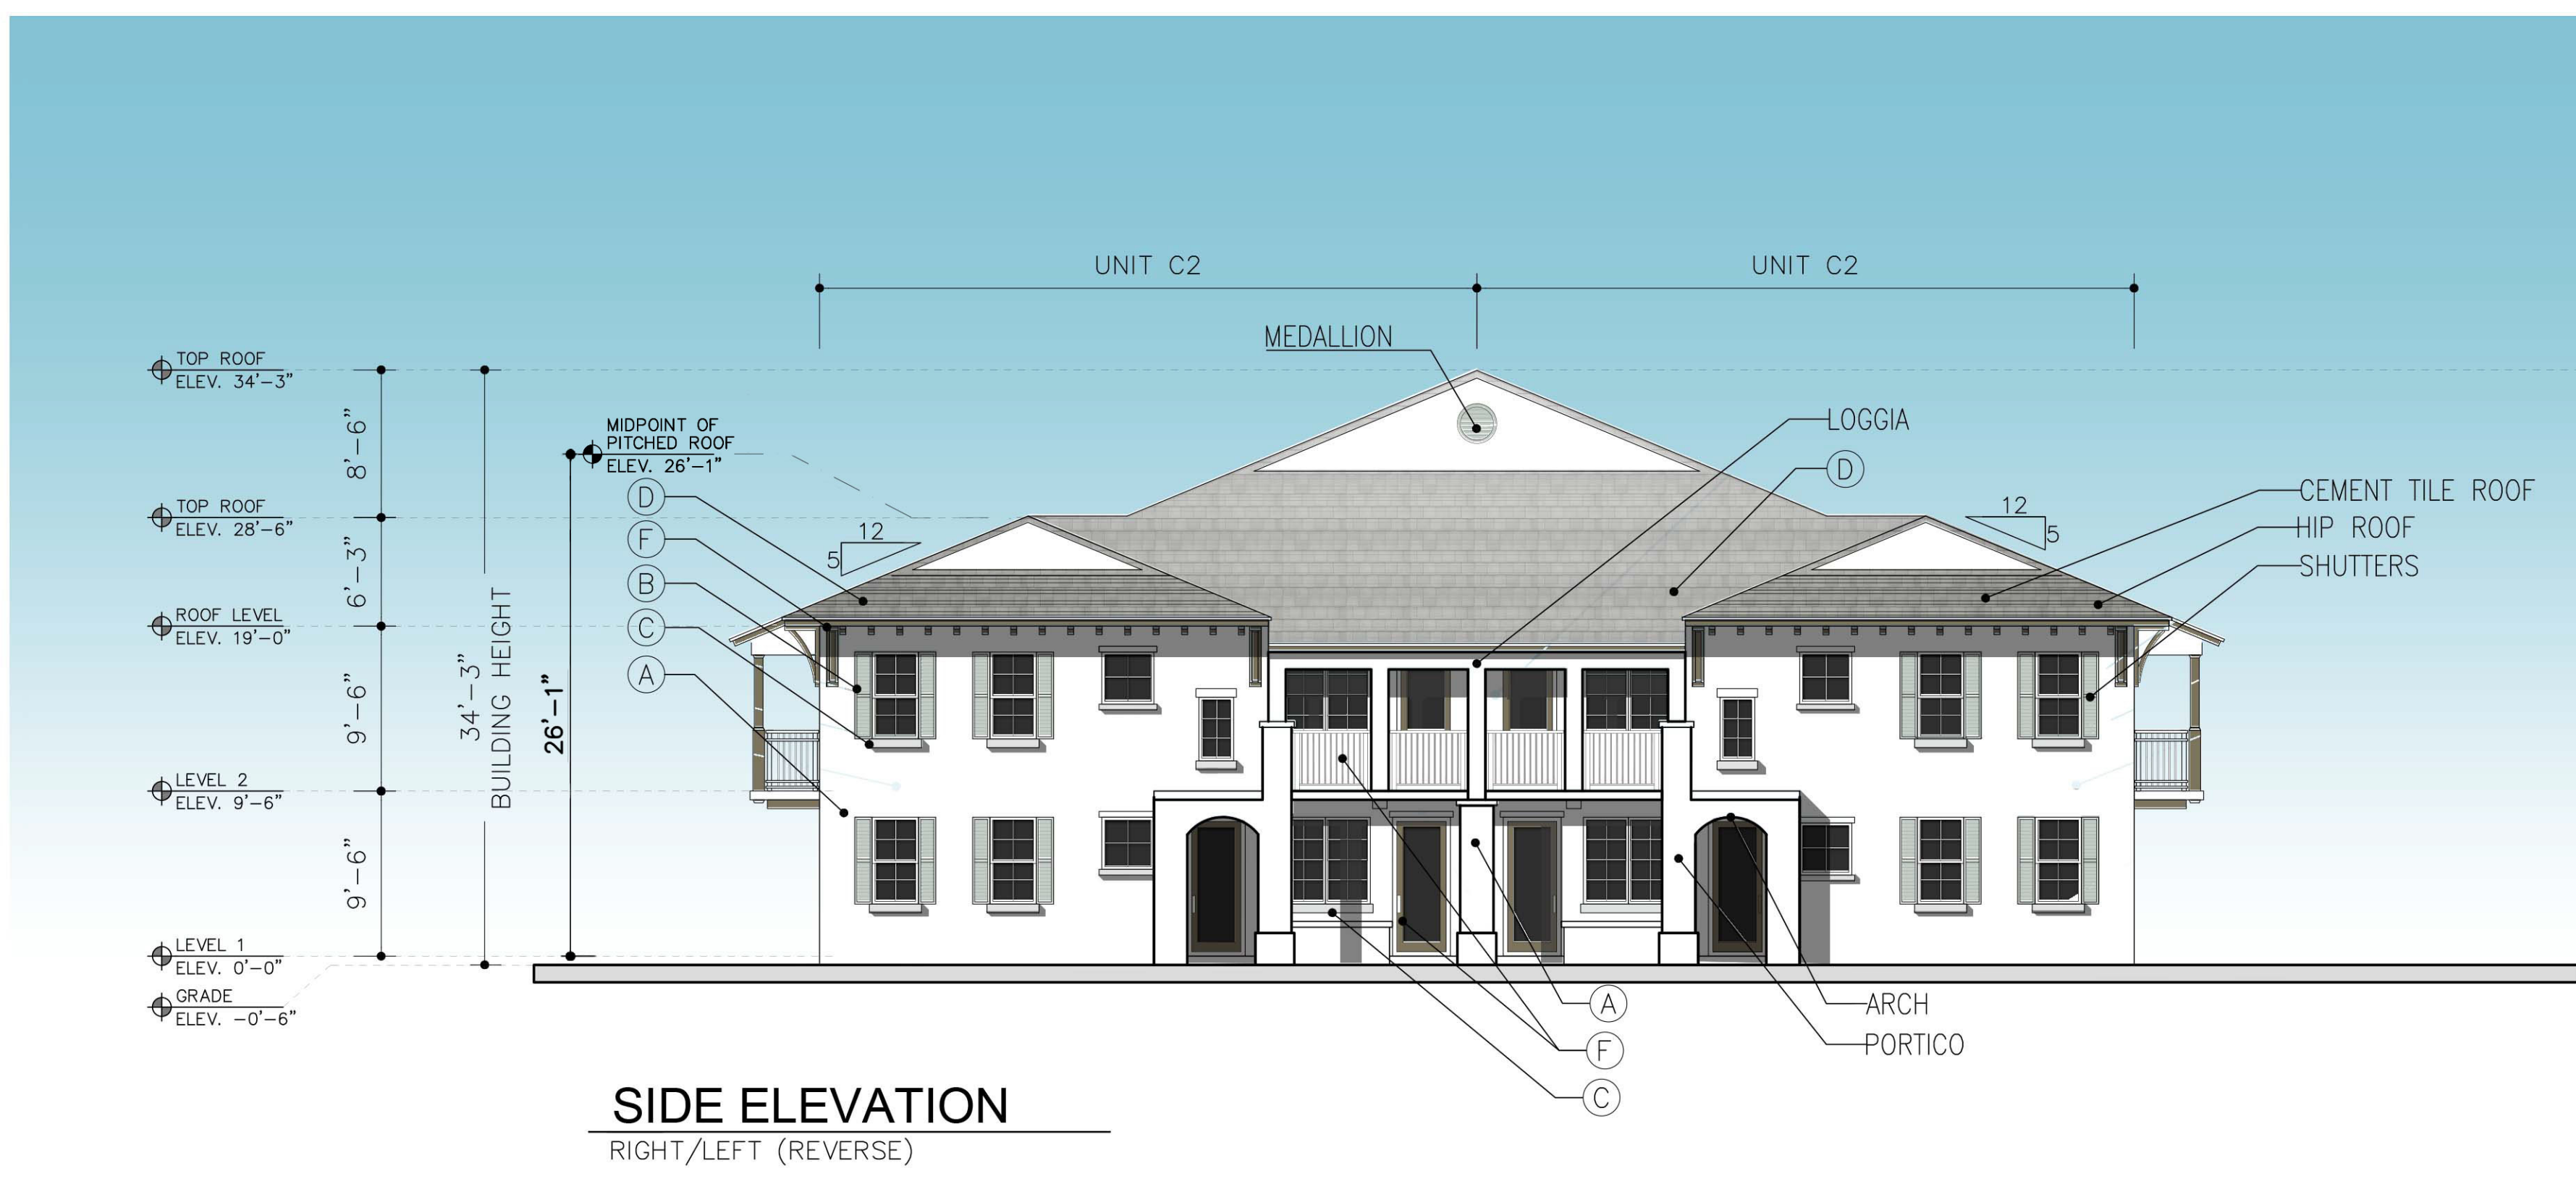 UNIT C2
UNIT C2
MEDALLION
TOP ROOF
ELEV. 34'-3"
8'-6"
MIDPOINT OF
PITCHED ROOF
ELEV. 26'-1"
LOGGIA
D
D
CEMENT TILE ROOF
TOP ROOF
ELEV. 28'-6"
12
5
12
5
HIP ROOF
F
SHUTTERS
6'-3"
B
ROOF LEVEL
ELEV. 19'-0"
C
A
34'-3"
BUILDING HEIGHT
26'-1"
9'-6"
LEVEL 2
ELEV. 9'-6"
9'-6"
LEVEL 1
ELEV. 0'-0"
GRADE
ELEV. -0'-6"
A
ARCH
F
PORTICO
C
SIDE ELEVATION
RIGHT/LEFT (REVERSE)